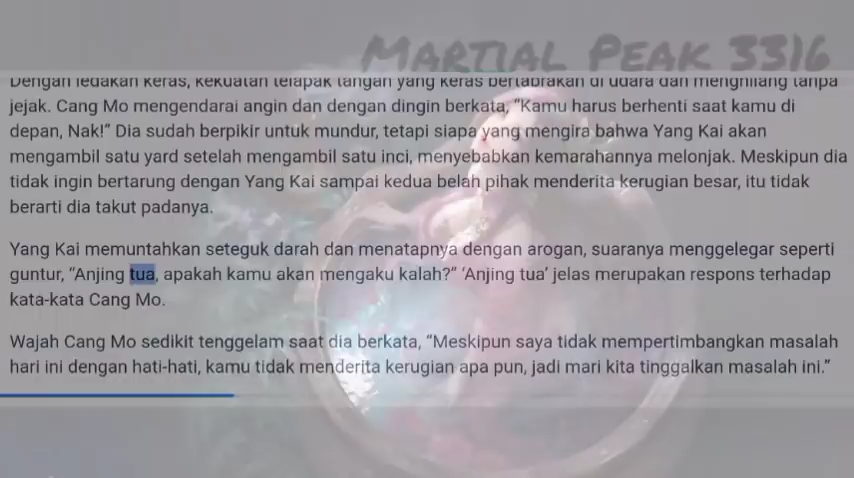 MARTIAL PEAK 3316
Dengan ledakan keras, kekuatan telapak tangan yang keras bertabrakan di udara dan menghilang tanpa
jejak. Cang Mo mengendarai angin dan dengan dingin berkata, “Kamu harus berhenti saat kamu di
depan, Nak!” Dia sudah berpikir untuk mundur, tetapi siapa yang mengira bahwa Yang Kai akan
mengambil satu yard setelah mengambil satu inci, menyebabkan kemarahannya melonjak. Meskipun dia
tidak ingin bertarung dengan Yang Kai sampai kedua belah pihak menderita kerugian besar, itu tidak
berarti dia takut padanya.
Yang Kai memuntahkan seteguk darah dan menatapnya dengan arogan, suaranya menggelegar seperti
guntur, “Anjing tua, apakah kamu akan mengaku kalah?” ‘Anjing tua’ jelas merupakan respons terhadap
kata-kata Cang Mo.
Wajah Cang Mo sedikit tenggelam saat dia berkata, “Meskipun saya tidak mempertimbangkan masalah
hari ini dengan hati-hati, kamu tidak menderita kerugian apa pun, jadi mari kita tinggalkan masalah ini.”